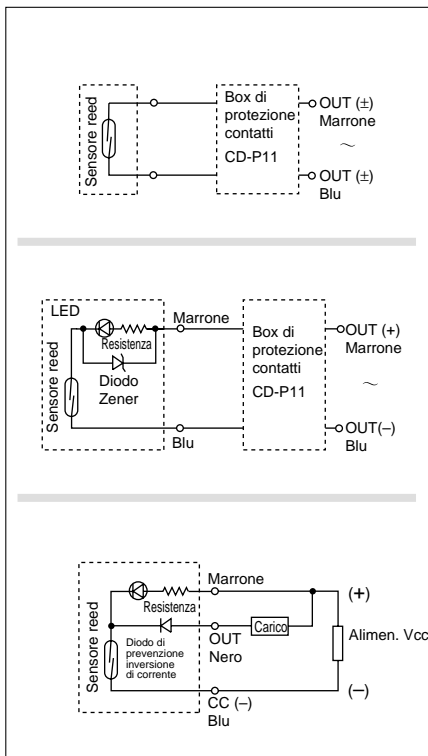 Sensore reed
Box di
protezione
contatti
CD-P11
OUT (±)
Marrone
~
OUT (±)
Blu
LED
Sensore reed
Resistenza
Diodo
Zener
Marrone
Blu
Box di
protezione
contatti
CD-P11
OUT (+)
Marrone
~
OUT(–)
Blu
Sensore reed
Resistenza
Diodo di
prevenzione
inversione
di corrente
Marrone
OUT
Nero
Carico
CC (–)
Blu
(+)
Alimen. Vcc
(–)